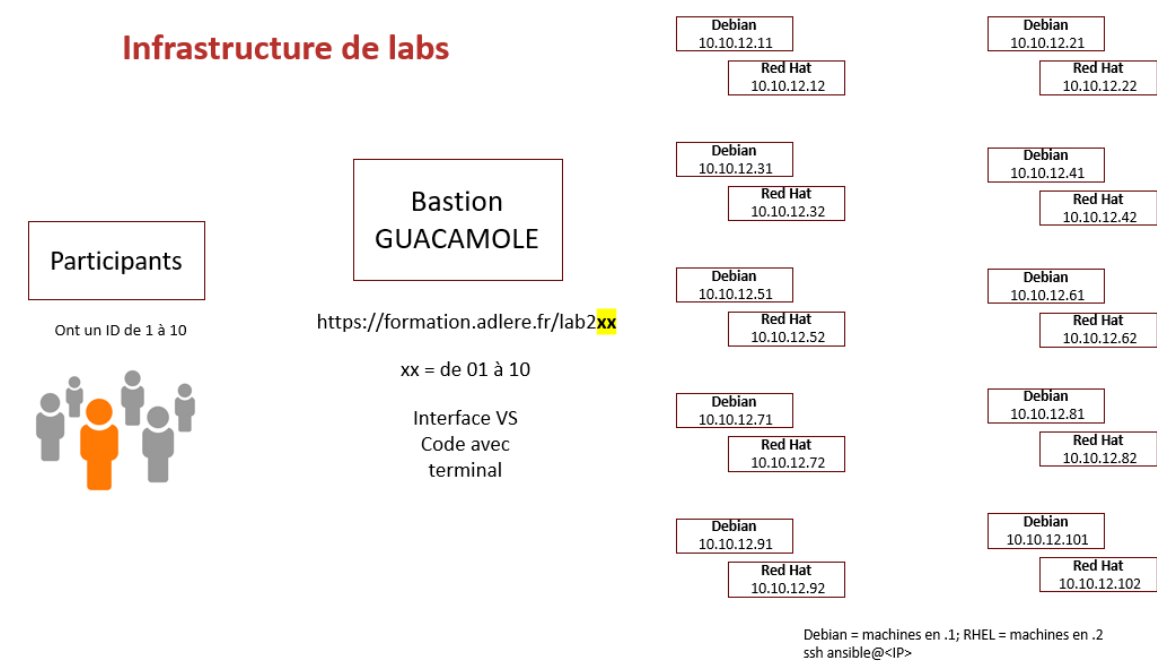 Infrastructure de labs
Participants
Ont un ID de 1 à 10
Bastion
GUACAMOLE
https://formation.adlere.fr/lab2xx
xx = de 01 à 10
Interface VS
Code avec
terminal
Debian
10.10.12.11
Red Hat
10.10.12.12
Debian
10.10.12.21
Red Hat
10.10.12.22
Debian
10.10.12.31
Red Hat
10.10.12.32
Debian
10.10.12.41
Red Hat
10.10.12.42
Debian
10.10.12.51
Red Hat
10.10.12.52
Debian
10.10.12.61
Red Hat
10.10.12.62
Debian
10.10.12.71
Red Hat
10.10.12.72
Debian
10.10.12.81
Red Hat
10.10.12.82
Debian
10.10.12.91
Red Hat
10.10.12.92
Debian
10.10.12.101
Red Hat
10.10.12.102
Debian = machines en .1; RHEL = machines en .2
ssh ansible@<IP>